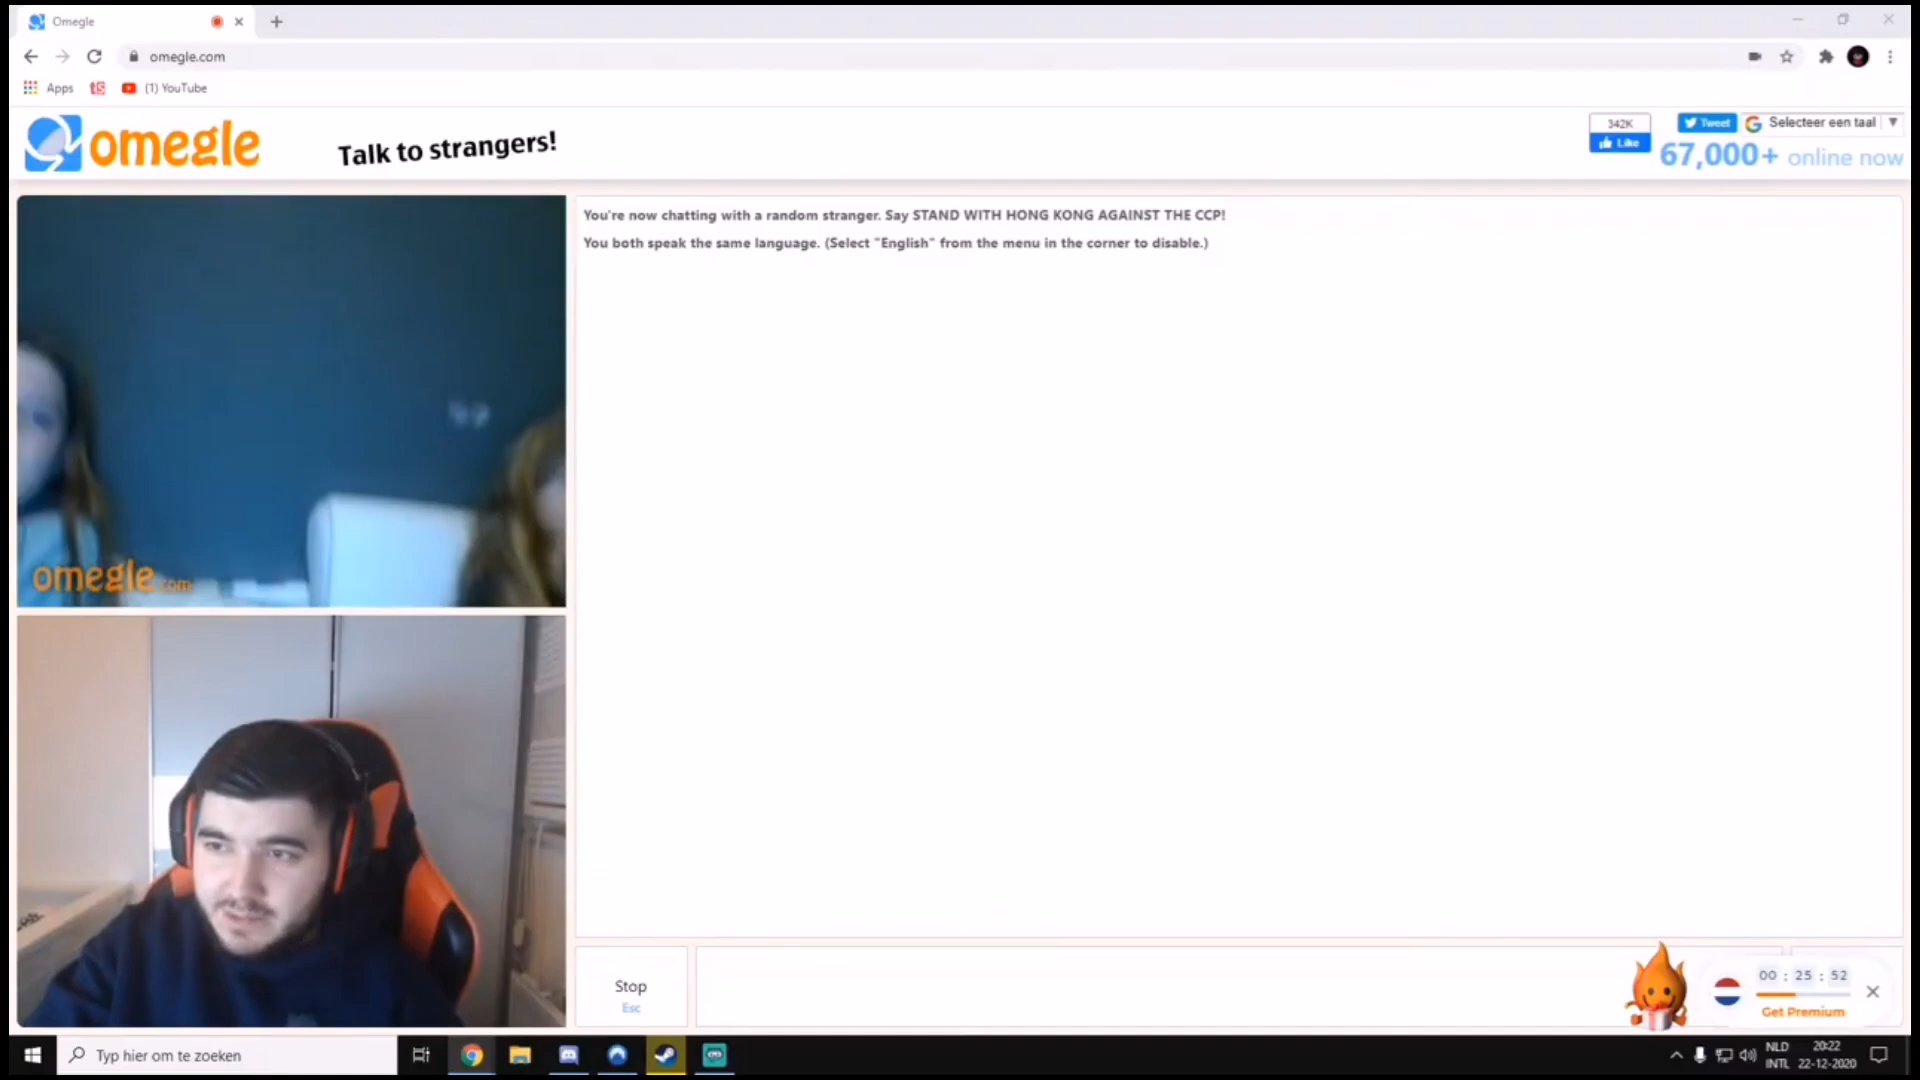 Omegle
omegle.com
Apps
(1) YouTube
omegle
Talk to strangers!
342K
Like
Tweet
Selecteer een taal
67,000+ online now
You're now chatting with a random stranger. Say STAND WITH HONG KONG AGAINST THE CCP!
You both speak the same language. (Select "English" from the menu in the corner to disable.)
omegle.com
Stop
Esc
00 : 25 : 52
Get Premium
Typ hier om te zoeken
NLD
INTL
20:22
22-12-2020